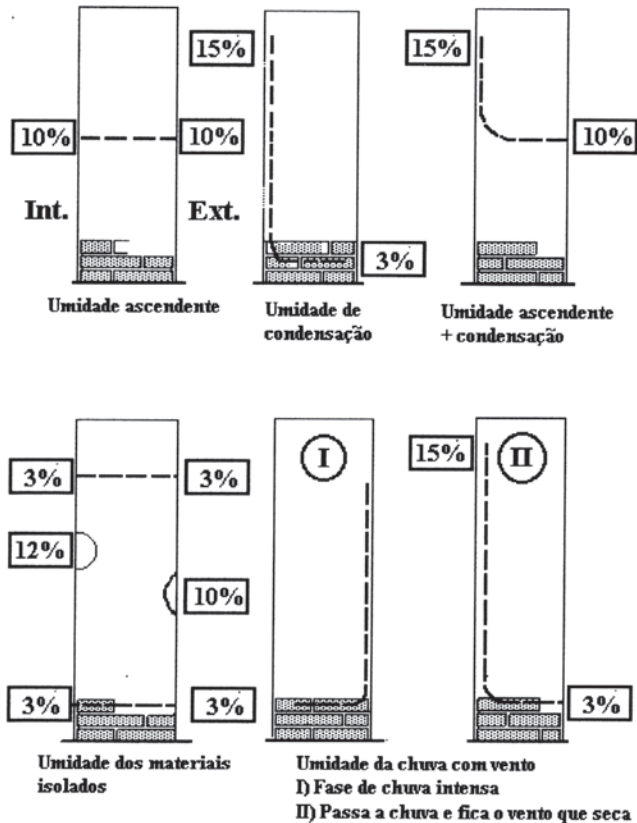 15%
15%
10%
10%
10%
Int.
Ext.
3%
Umidade ascendente
Umidade de
condensação
Umidade ascendente
+ condensação
3%
3%
I
15%
II
12%
10%
3%
3%
3%
Umidade dos materiais
isolados
Umidade da chuva com vento
I) Fase de chuva intensa
II) Passa a chuva e fica o vento que seca